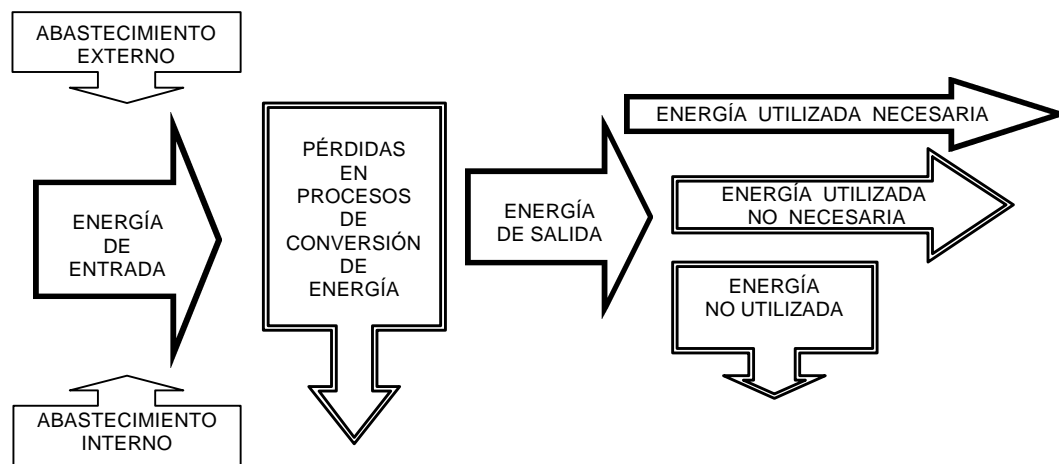 ABASTECIMIENTO
EXTERNO
ENERGÍA
DE
ENTRADA
ABASTECIMIENTO
INTERNO
PÉRDIDAS
EN
PROCESOS
DE
CONVERSIÓN
DE
ENERGÍA
ENERGÍA
DE SALIDA
ENERGÍA UTILIZADA NECESARIA
ENERGÍA UTILIZADA
NO NECESARIA
ENERGÍA
NO UTILIZADA